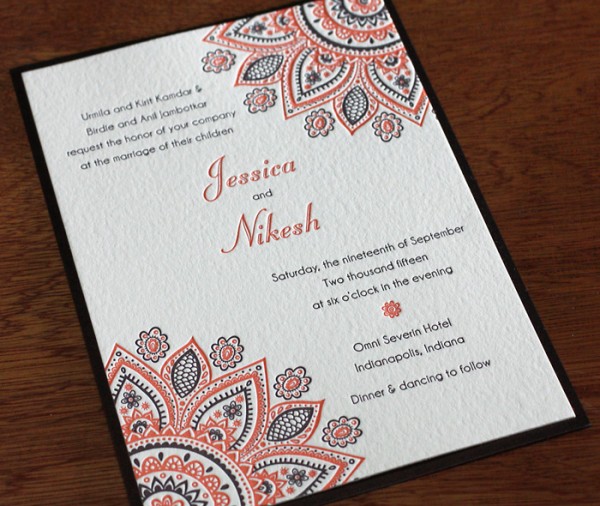 Urmila and Kirit Kamdar &
Birdie and Anil Jambotkar
request the honor of your company
at the marriage of their children
Jessica
and
Nikesh
Saturday, the nineteenth of September
Two thousand fifteen
at six o'clock in the evening
Omni Severin Hotel
Indianapolis, Indiana
Dinner & dancing to follow